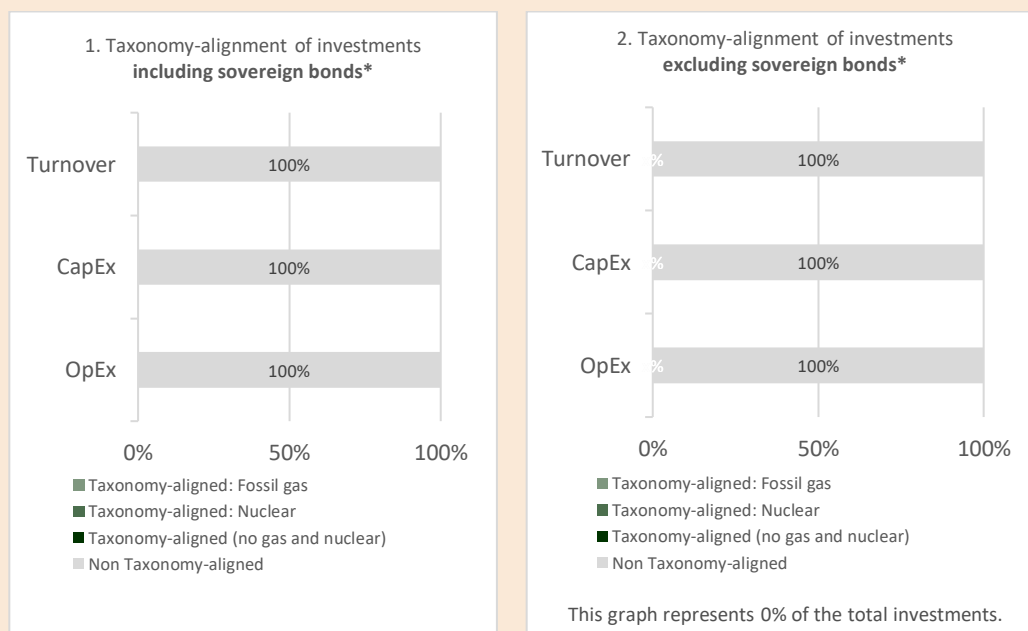 1. Taxonomy-alignment of investments
including sovereign bonds*
Turnover
100%
CapEx
100%
OpEx
100%
0%
50%
100%
Taxonomy-aligned: Fossil gas
Taxonomy-aligned: Nuclear
Taxonomy-aligned (no gas and nuclear)
Non Taxonomy-aligned
2. Taxonomy-alignment of investments
excluding sovereign bonds*
Turnover
100%
CapEx
100%
OpEx
100%
0%
50%
100%
Taxonomy-aligned: Fossil gas
Taxonomy-aligned: Nuclear
Taxonomy-aligned (no gas and nuclear)
Non Taxonomy-aligned
This graph represents 0% of the total investments.